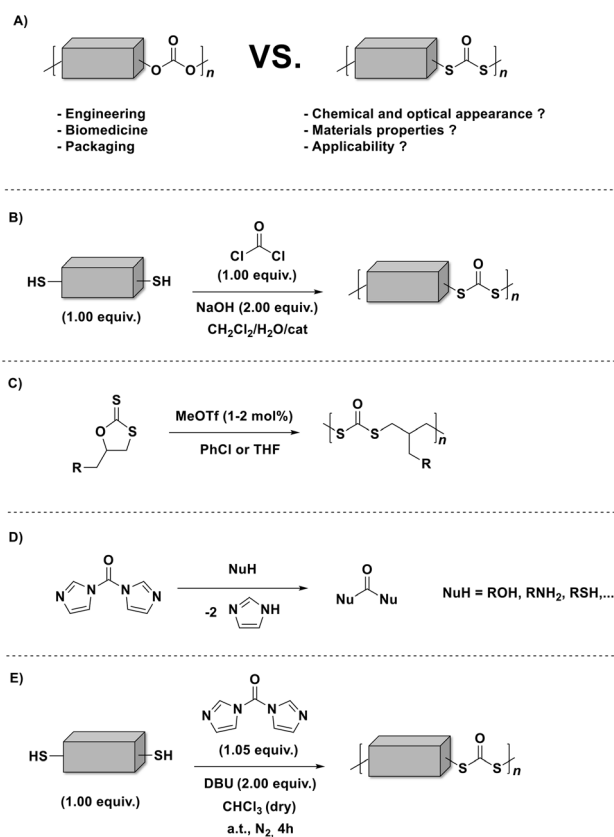 A)
O
O O n
VS.
O
S S n
- Engineering
- Biomedicine
- Packaging
- Chemical and optical appearance ?
- Materials properties ?
- Applicability ?
B)
HS SH
(1.00 equiv.)
O
Cl Cl
(1.00 equiv.)
NaOH (2.00 equiv.)
CH2Cl2/H2O/cat
O
S S n
C)
S
O S
R
MeOTf (1-2 mol%)
PhCl or THF
O
S S n
R
D)
O
N N N N
NuH
-2 N NH
O
Nu Nu
NuH = ROH, RNH2, RSH,...
E)
HS SH
(1.00 equiv.)
O
N N N N
(1.05 equiv.)
DBU (2.00 equiv.)
CHCl3 (dry)
a.t., N2, 4h
O
S S n